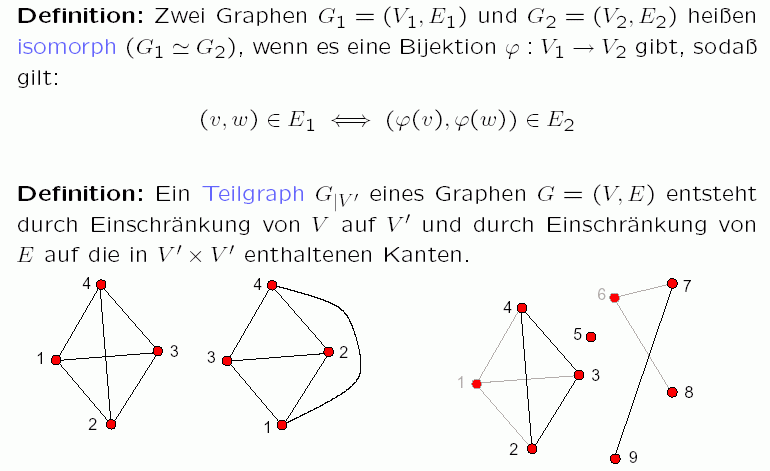 Definition: Zwei Graphen G₁ = (V₁, E₁) und G₂ = (V₂, E₂) heißen
isomorph (G₁ ≃ G₂), wenn es eine Bijektion φ : V₁ → V₂ gibt, sodaß
gilt:
(v, w) ∈ E₁ ⟺ (φ(v), φ(w)) ∈ E₂
Definition: Ein Teilgraph G|V′ eines Graphen G = (V, E) entsteht
durch Einschränkung von V auf V′ und durch Einschränkung von
E auf die in V′ × V′ enthaltenen Kanten.
4
1
3
2
4
3
2
1
4
1
3
2
5
6
7
8
9